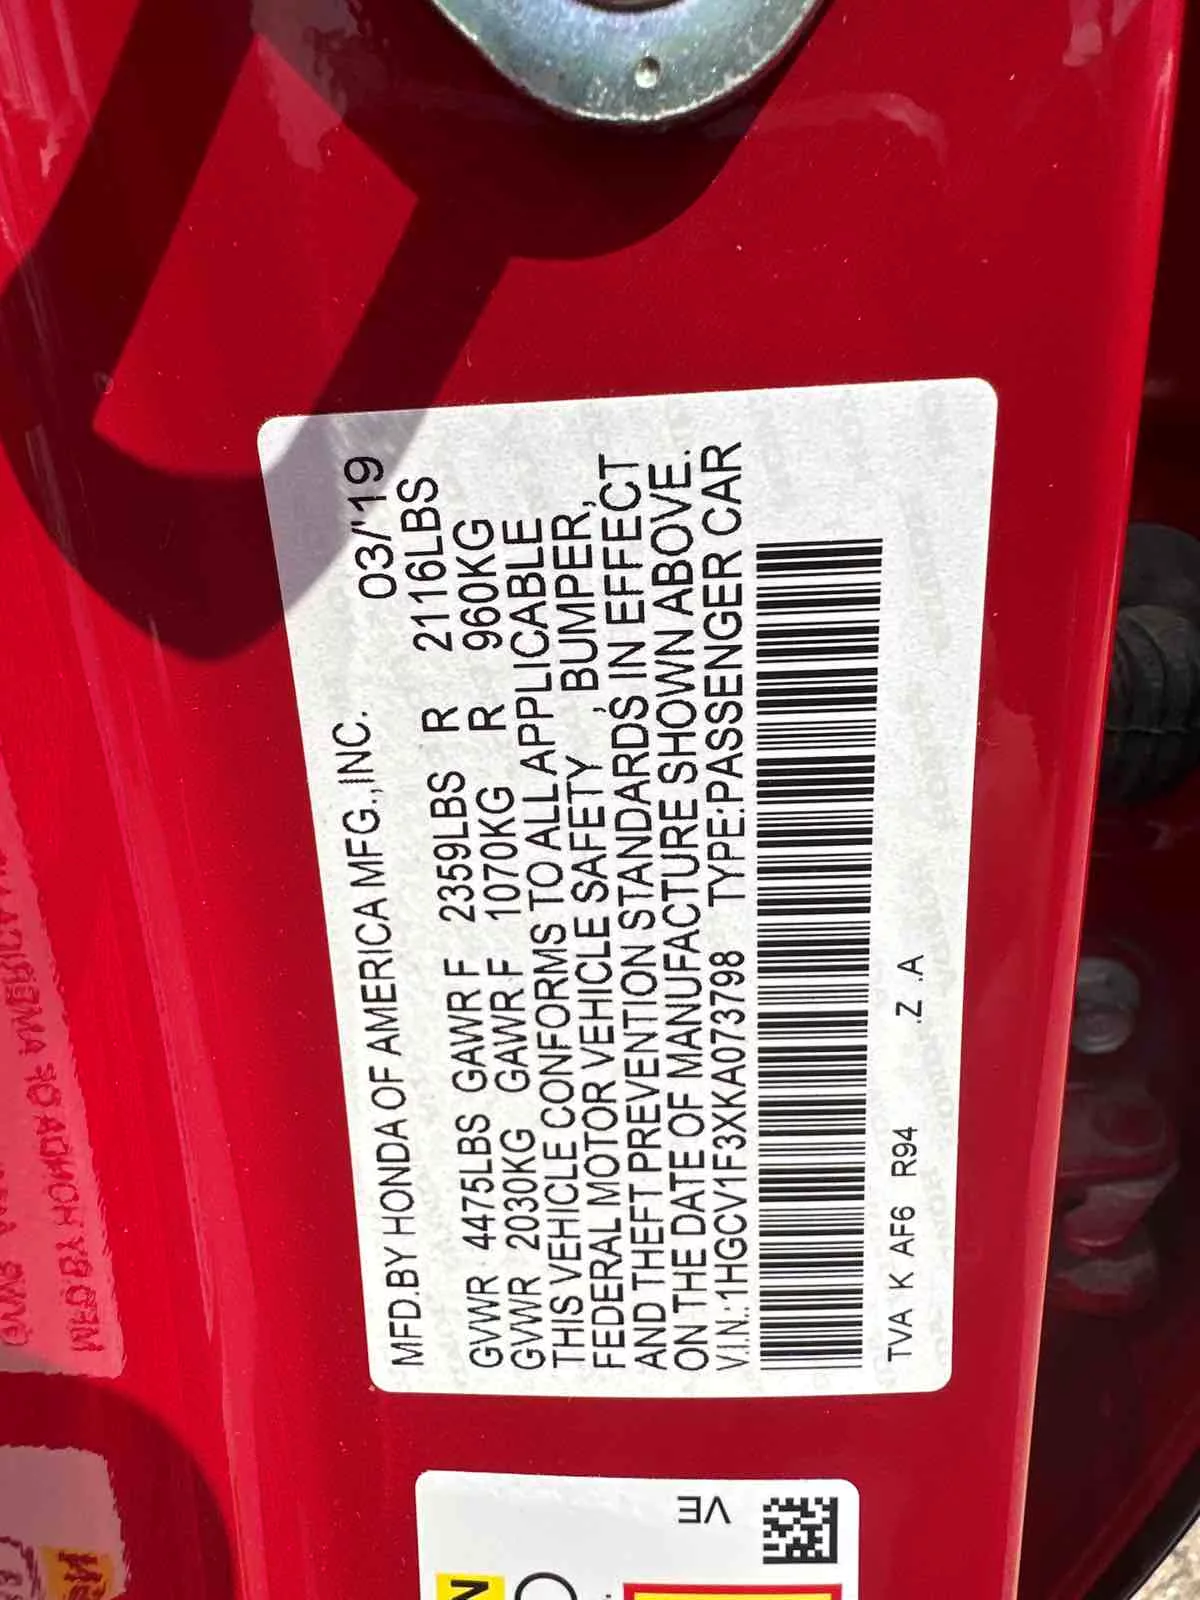 MFD.BY HONDA OF AMERICA MFG.,INC. 03/'19
GVWR 4475LBS GAWR F 2359LBS R 2116LBS
GVWR 2030KG GAWR F 1070KG R 960KG
THIS VEHICLE CONFORMS TO ALL APPLICABLE
FEDERAL MOTOR VEHICLE SAFETY , BUMPER,
AND THEFT PREVENTION STANDARDS IN EFFECT
ON THE DATE OF MANUFACTURE SHOWN ABOVE.
V.I.N.:1HGCV1F3XKA073798 TYPE:PASSENGER CAR
TVA K AF6 R94 .Z .A
VE